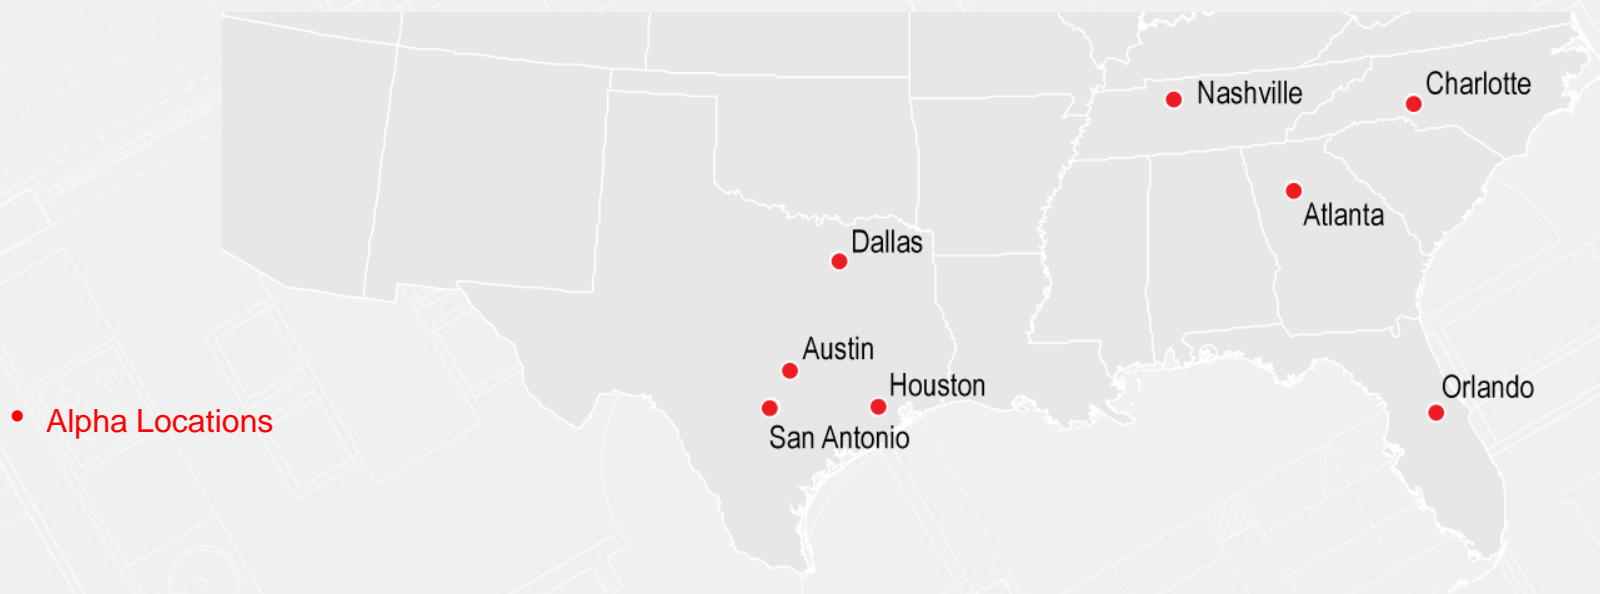 Charlotte
Nashville
Atlanta
Dallas
Austin
Houston
Orlando
• Alpha Locations
San Antonio